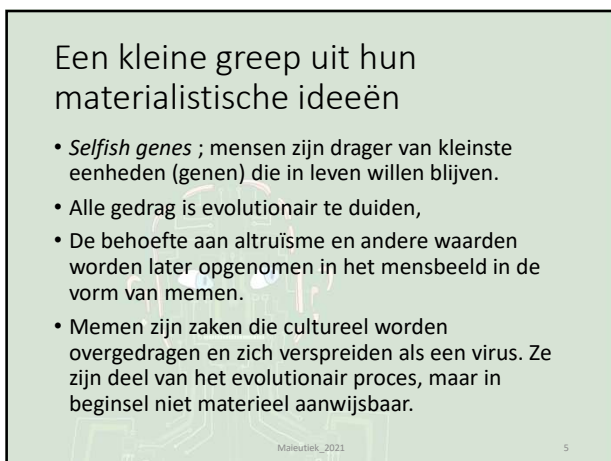 Een kleine greep uit hun
materialistische ideeën
• Selfish genes ; mensen zijn drager van kleinste
eenheden (genen) die in leven willen blijven.
• Alle gedrag is evolutionair te duiden,
• De behoefte aan altruïsme en andere waarden
worden later opgenomen in het mensbeeld in de
vorm van memen.
• Memen zijn zaken die cultureel worden
overgedragen en zich verspreiden als een virus. Ze
zijn deel van het evolutionair proces, maar in
beginsel niet materieel aanwijsbaar.
Maieutiek_2021 5